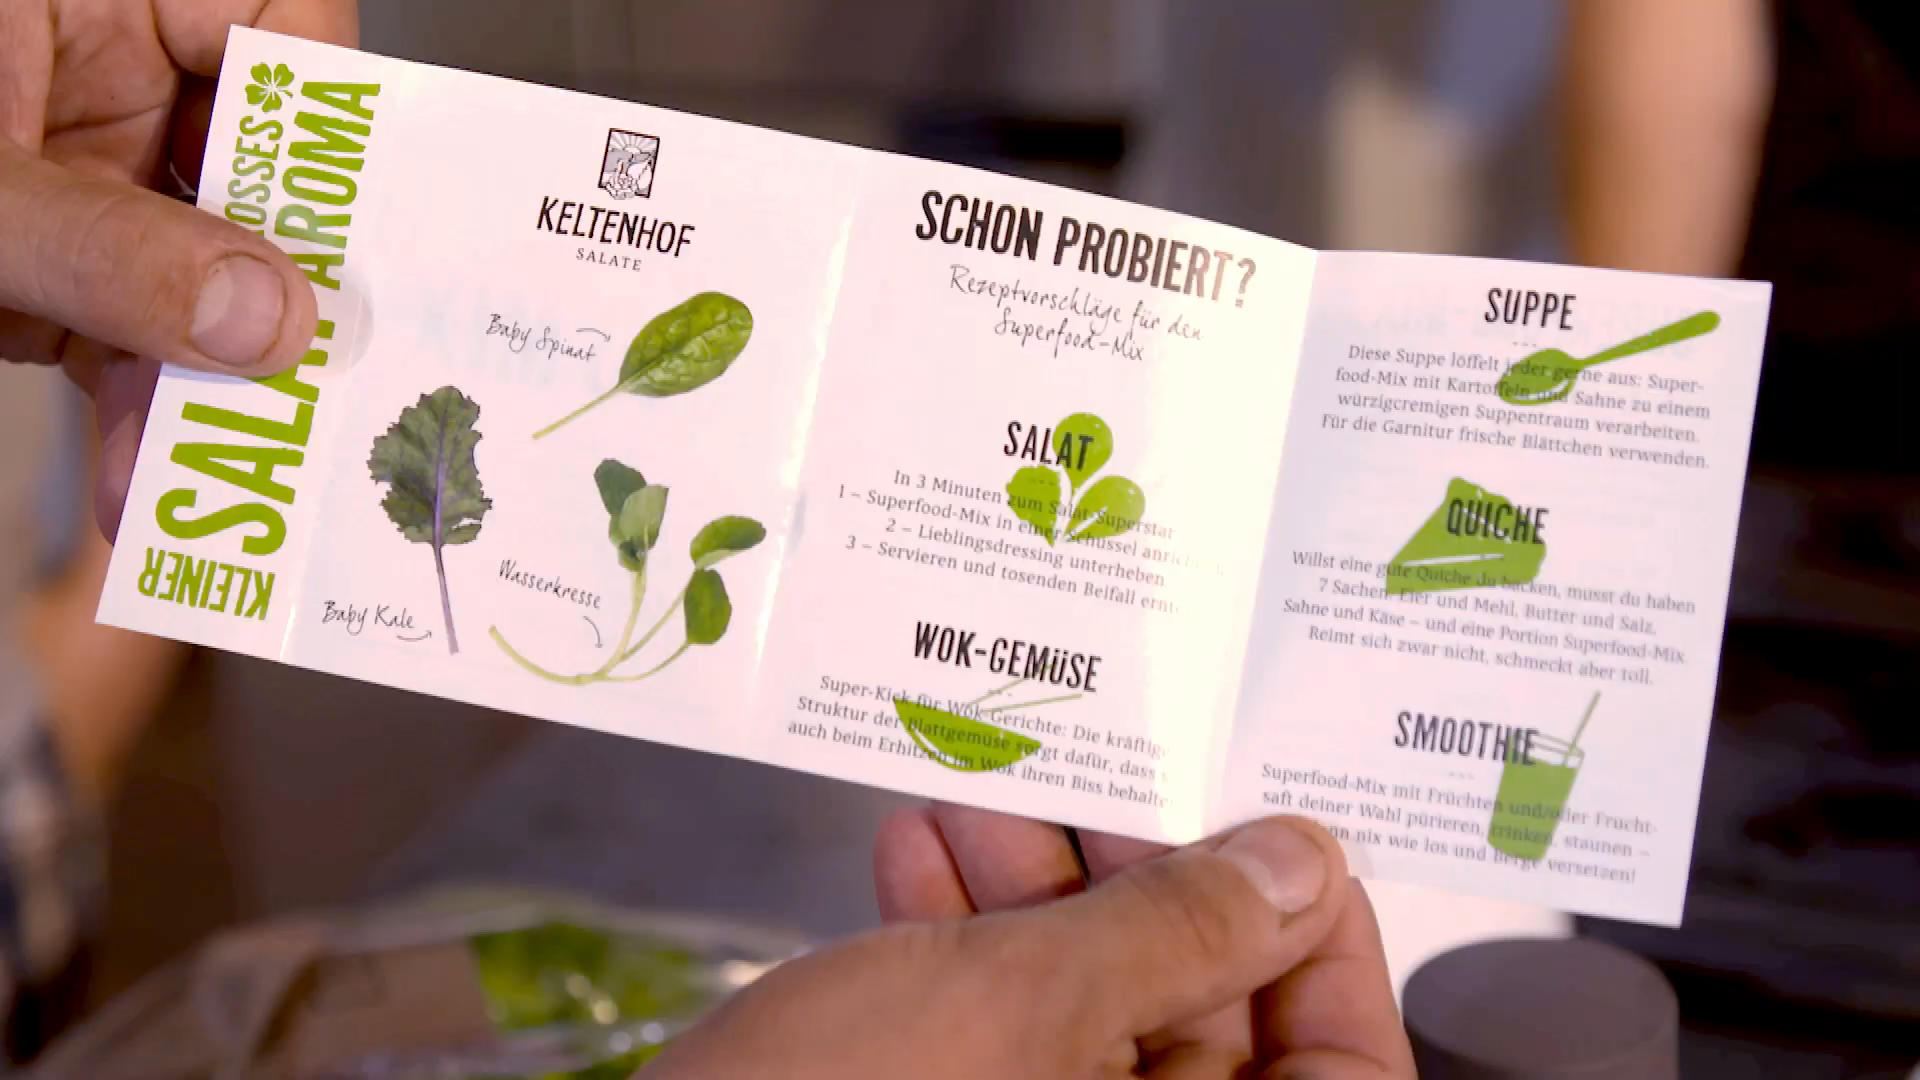 KLEINER
SALAT
OSSES
AROMA
KELTENHOF
SALATE
Baby Spinat
Baby Kale
Wasserkresse
SCHON PROBIERT?
Rezeptvorschläge für den
Superfood-Mix
SALAT
In 3 Minuten zum Salat-Superstar
1 – Superfood-Mix in einer Schüssel
2 – Lieblingsdressing unterheben
3 – Servieren und tosenden Beifall
WOK-GEMÜSE
Super-Kick für Wok-Gerichte: Die
Struktur der Blattgemüse sorgt dafür, dass
auch beim Erhitzen im Wok ihren Biss
SUPPE
Diese Suppe löffelt jeder gerne aus: Super-
food-Mix mit Kartoffeln und Sahne zu einem
würzigcremigen Suppentraum verarbeiten.
Für die Garnitur frische Blättchen verwenden.
QUICHE
Willst eine gute Quiche du backen, musst du haben
7 Sachen: Eier und Mehl, Butter und Salz,
Sahne und Käse – und eine Portion Superfood-Mix.
Reimt sich zwar nicht, schmeckt aber toll.
SMOOTHIE
Superfood-Mix mit Früchten und/oder Frucht-
saft deiner Wahl pürieren, trinken, staunen –
nix wie los und Berge versetzen!